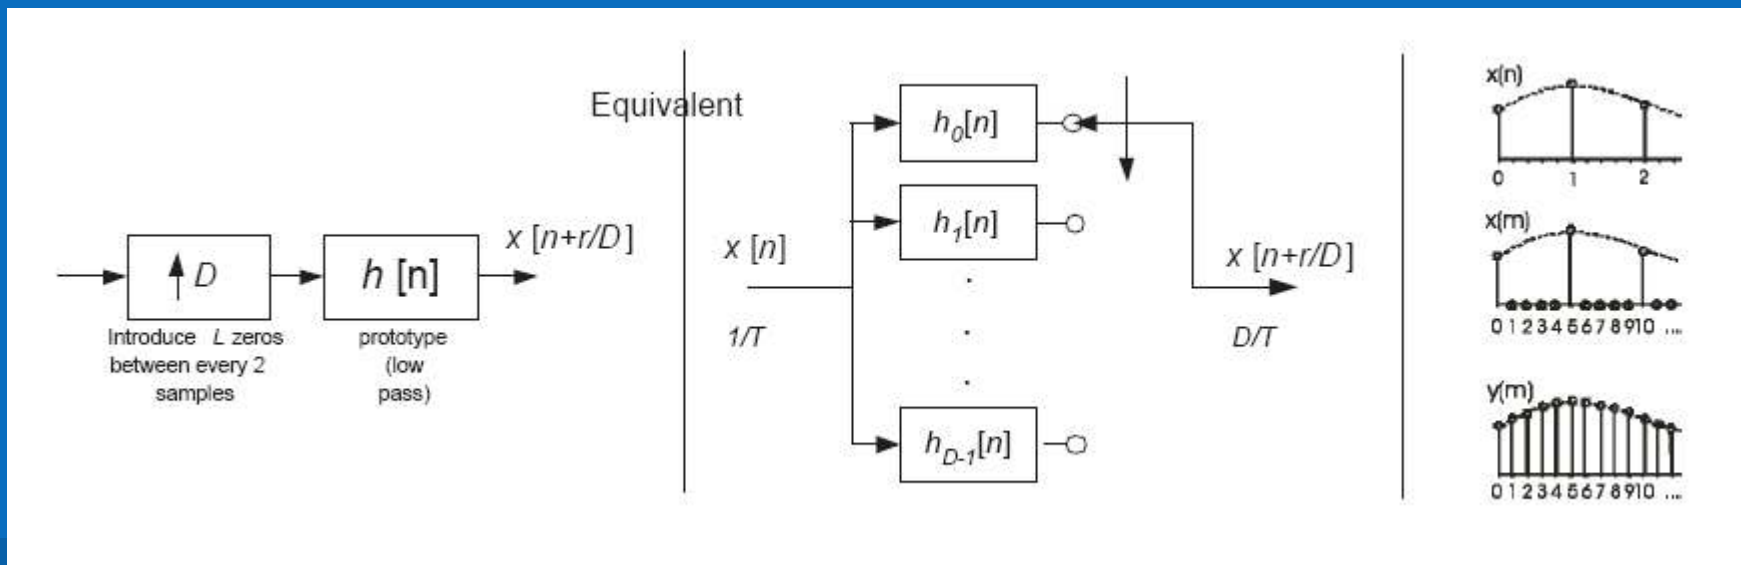 Equivalent
↑ D
h [n]
x [n+r/D]
Introduce L zeros
between every 2
samples
prototype
(low
pass)
x [n]
1/T
h0[n]
h1[n]
.
.
.
hD-1[n]
x [n+r/D]
D/T
x(n)
0 1 2
x(m)
0 1 2 3 4 5 6 7 8 9 10 ....
y(m)
0 1 2 3 4 5 6 7 8 9 10 ....